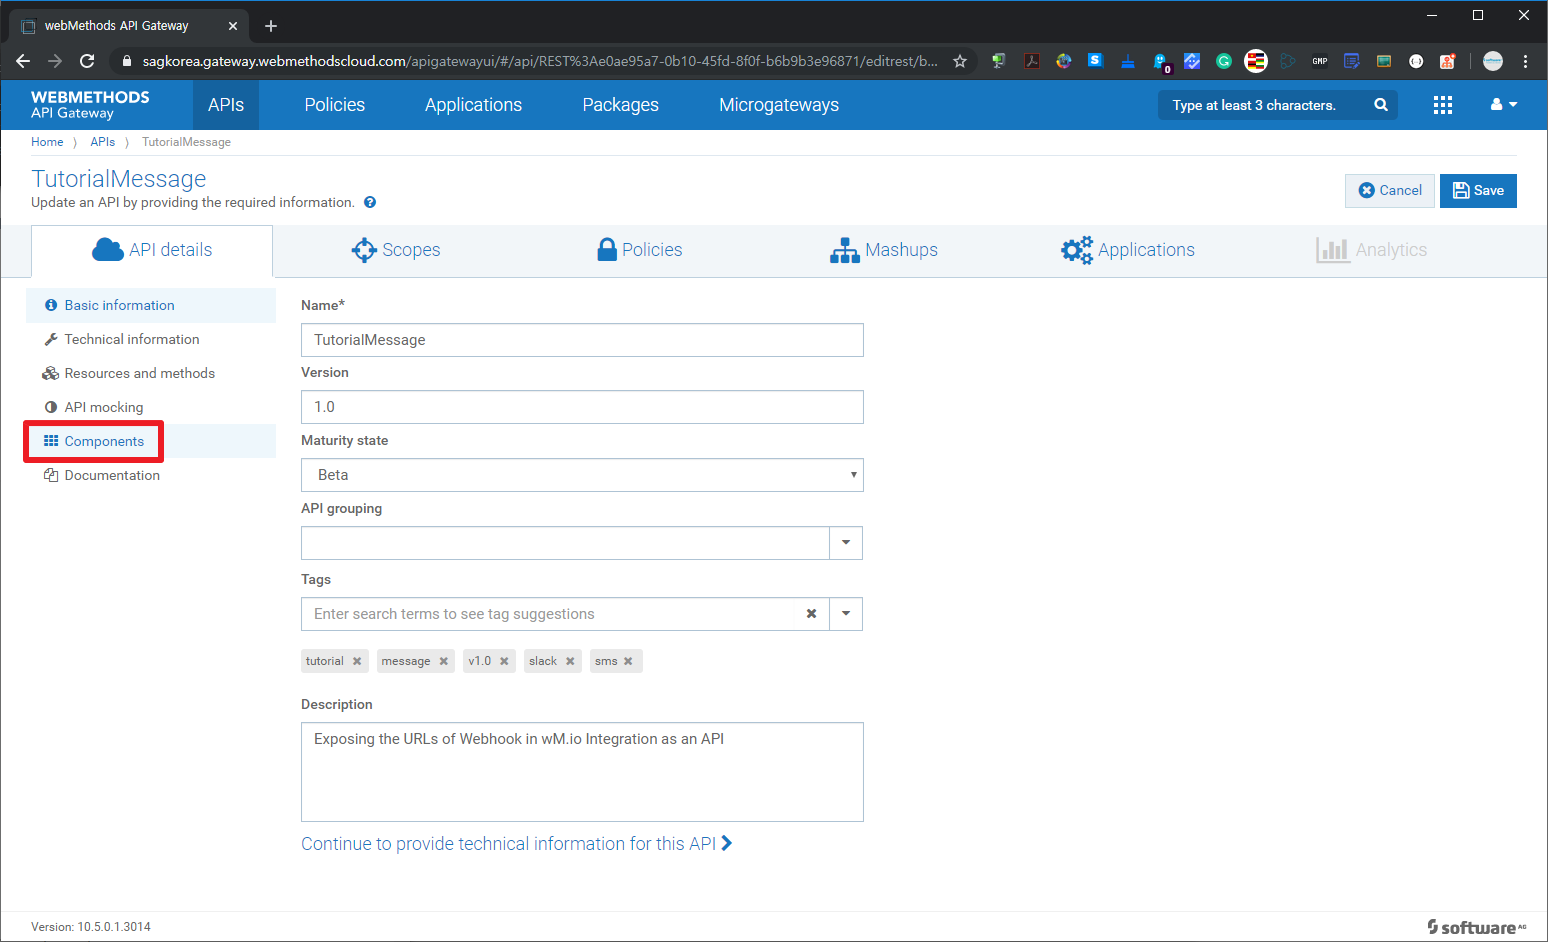 webMethods API Gateway
sagkorea.gateway.webmethodscloud.com/apigatewayui/#/api/REST%3Ae0ae95a7-0b10-45fd-8f0f-b6b9b3e96871/editrest/b...
S
0
G
GMP
WEBMETHODS
API Gateway
APIs
Policies
Applications
Packages
Microgateways
Type at least 3 characters.
Home 〉 APIs 〉 TutorialMessage
TutorialMessage
Update an API by providing the required information. ?
Cancel
Save
API details
Scopes
Policies
Mashups
Applications
Analytics
Basic information
Technical information
Resources and methods
API mocking
Components
Documentation
Name*
TutorialMessage
Version
1.0
Maturity state
Beta
API grouping
Tags
Enter search terms to see tag suggestions
tutorial
message
v1.0
slack
sms
Description
Exposing the URLs of Webhook in wM.io Integration as an API
Continue to provide technical information for this API
Version: 10.5.0.1.3014
software AG